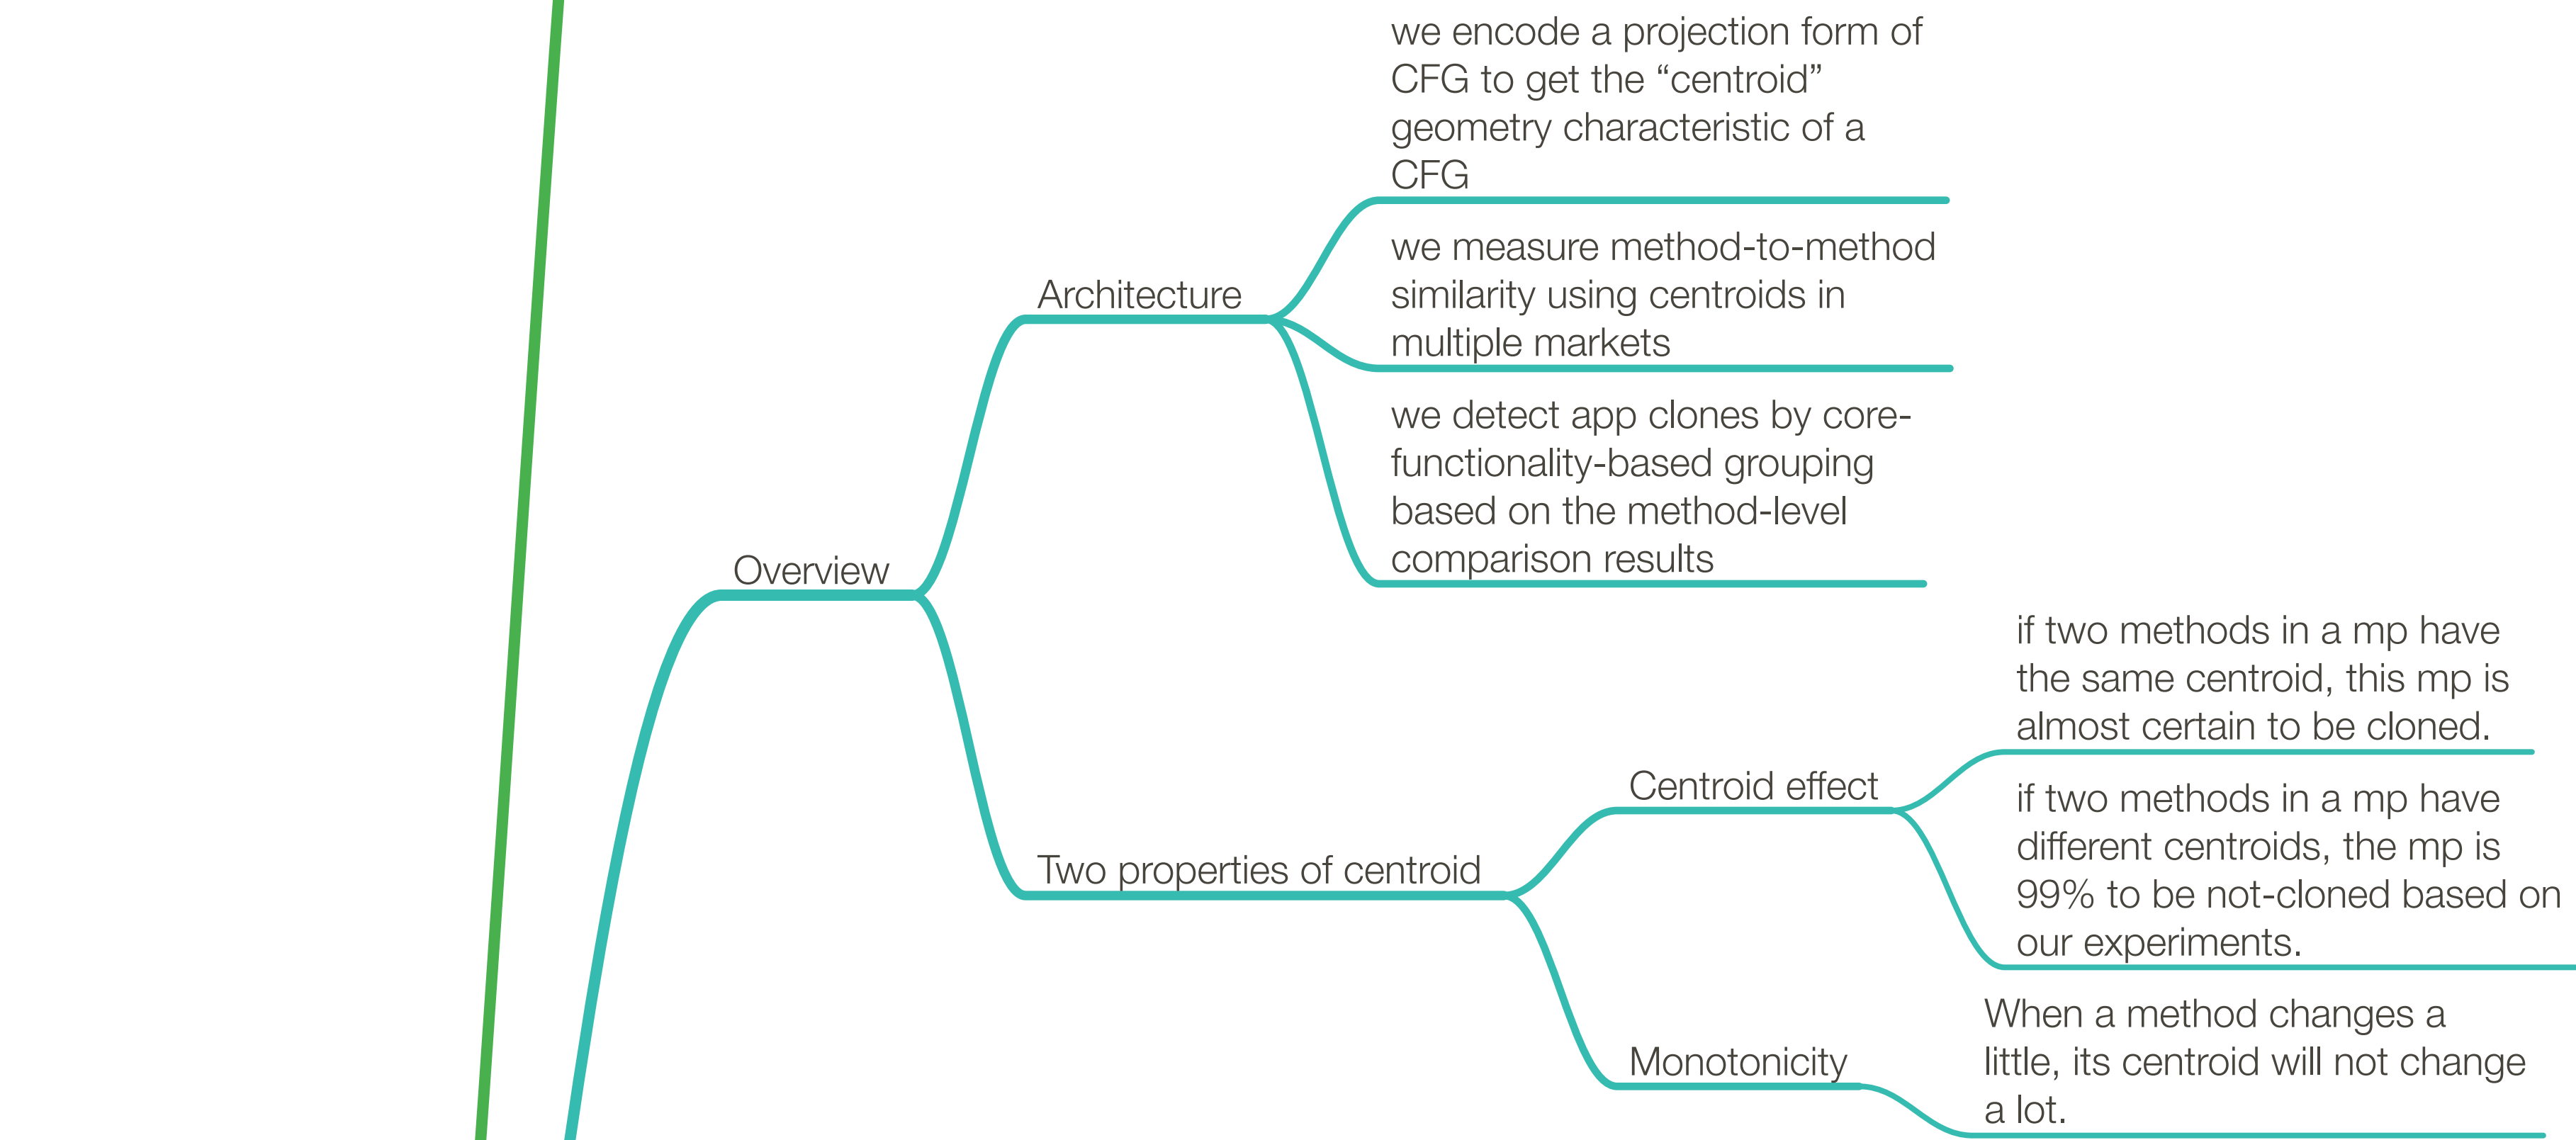 we encode a projection form of
CFG to get the “centroid”
geometry characteristic of a
CFG
we measure method-to-method
similarity using centroids in
multiple markets
Architecture
we detect app clones by core-
functionality-based grouping
based on the method-level
comparison results
Overview
if two methods in a mp have
the same centroid, this mp is
almost certain to be cloned.
Centroid effect
if two methods in a mp have
different centroids, the mp is
99% to be not-cloned based on
our experiments.
Two properties of centroid
Monotonicity
When a method changes a
little, its centroid will not change
a lot.